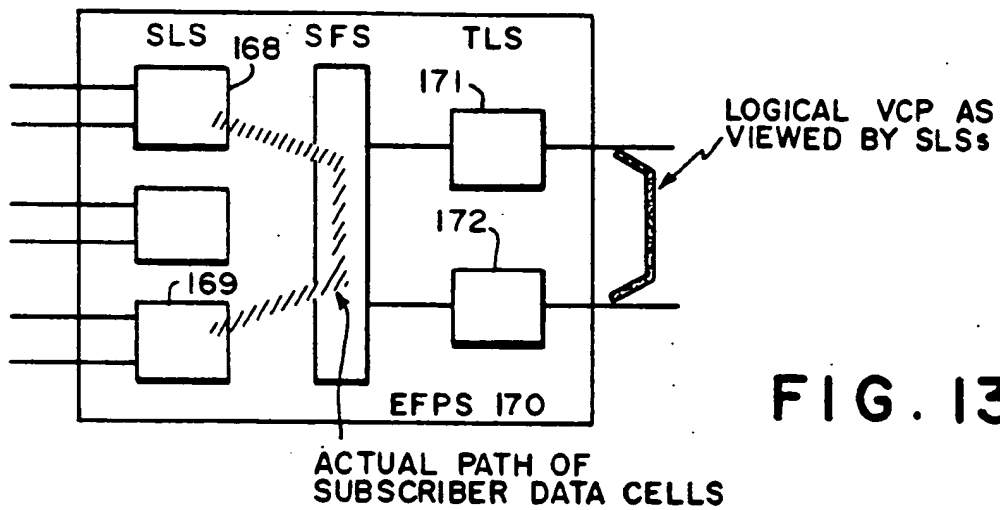 SLS SFS TLS
168
171
LOGICAL VCP AS
VIEWED BY SLSs
172
169
EFPS 170
FIG. 13
ACTUAL PATH OF
SUBSCRIBER DATA CELLS